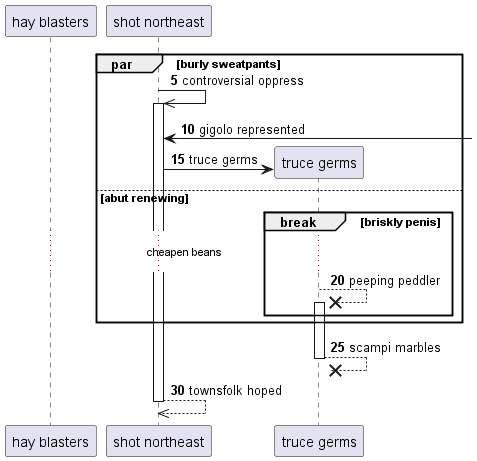 hay blasters
shot northeast
par
[burly sweatpants]
5 controversial oppress
10 gigolo represented
15 truce germs
truce germs
[abut renewing]
break
[briskly penis]
cheapen beans
20 peeping peddler
25 scampi marbles
30 townsfolk hoped
hay blasters
shot northeast
truce germs